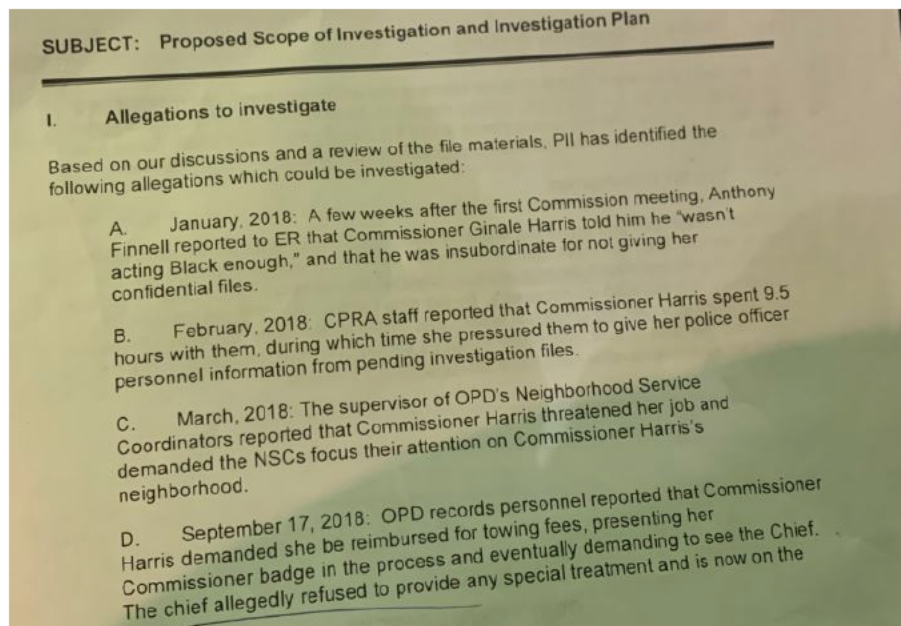 SUBJECT: Proposed Scope of Investigation and Investigation Plan
I. Allegations to investigate
Based on our discussions and a review of the file materials, PII has identified the
following allegations which could be investigated:
A. January, 2018: A few weeks after the first Commission meeting, Anthony
Finnell reported to ER that Commissioner Ginale Harris told him he "wasn't
acting Black enough," and that he was insubordinate for not giving her
confidential files.
B. February, 2018: CPRA staff reported that Commissioner Harris spent 9.5
hours with them, during which time she pressured them to give her police officer
personnel information from pending investigation files.
C. March, 2018: The supervisor of OPD's Neighborhood Service
Coordinators reported that Commissioner Harris threatened her job and
demanded the NSCs focus their attention on Commissioner Harris's
neighborhood.
D. September 17, 2018: OPD records personnel reported that Commissioner
Harris demanded she be reimbursed for towing fees, presenting her
Commissioner badge in the process and eventually demanding to see the Chief.
The chief allegedly refused to provide any special treatment and is now on the